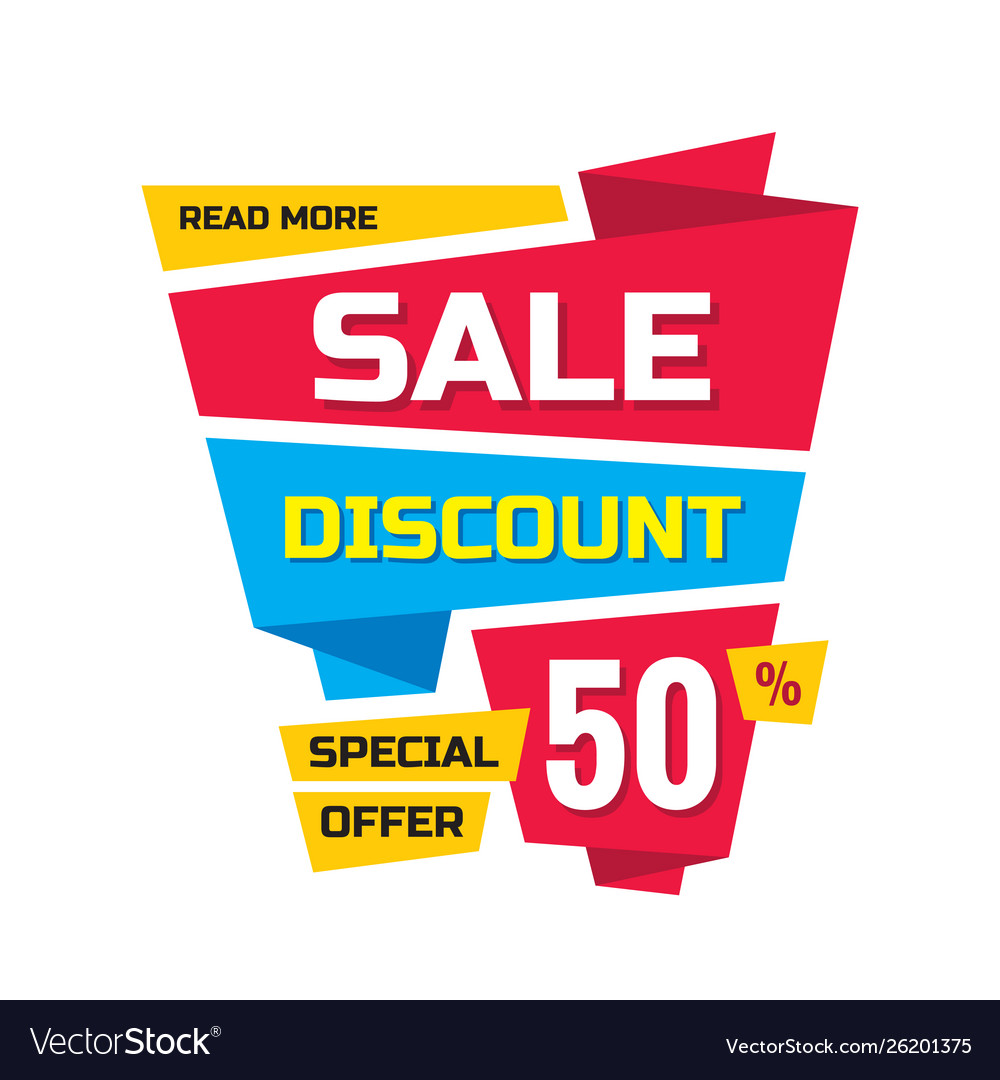 READ MORE
SALE
DISCOUNT
50 %
SPECIAL
OFFER
VectorStock®
VectorStock.com/26201375